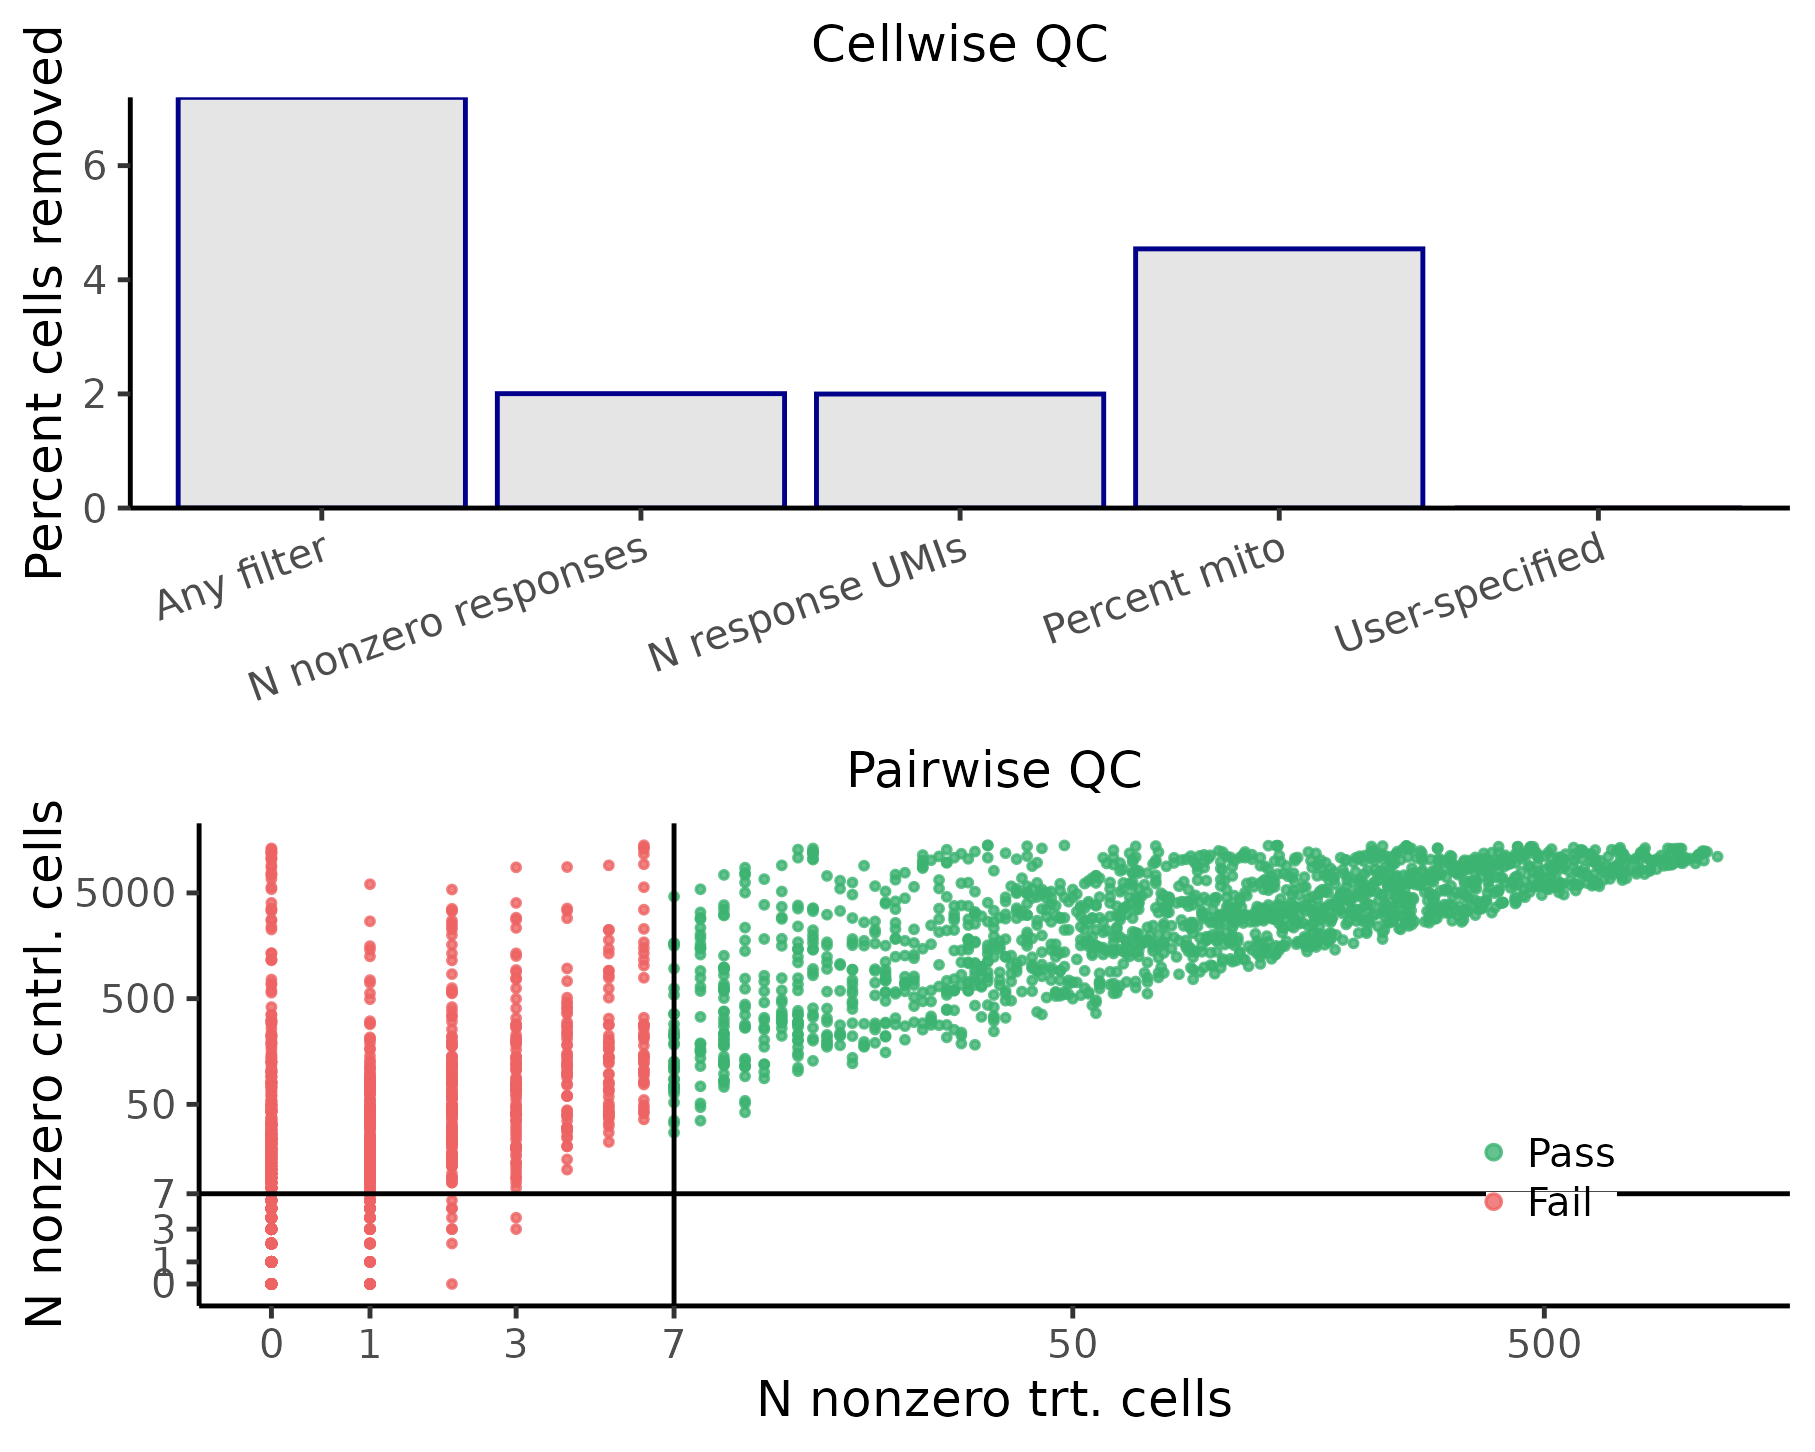 Cellwise QC
Percent cells removed
6
4
2
0
Any filter
N nonzero responses
N response UMIs
Percent mito
User-specified
Pairwise QC
N nonzero cntrl. cells
5000
500
50
7
3
1
0
Pass
Fail
0 1 3 7 50 500
N nonzero trt. cells